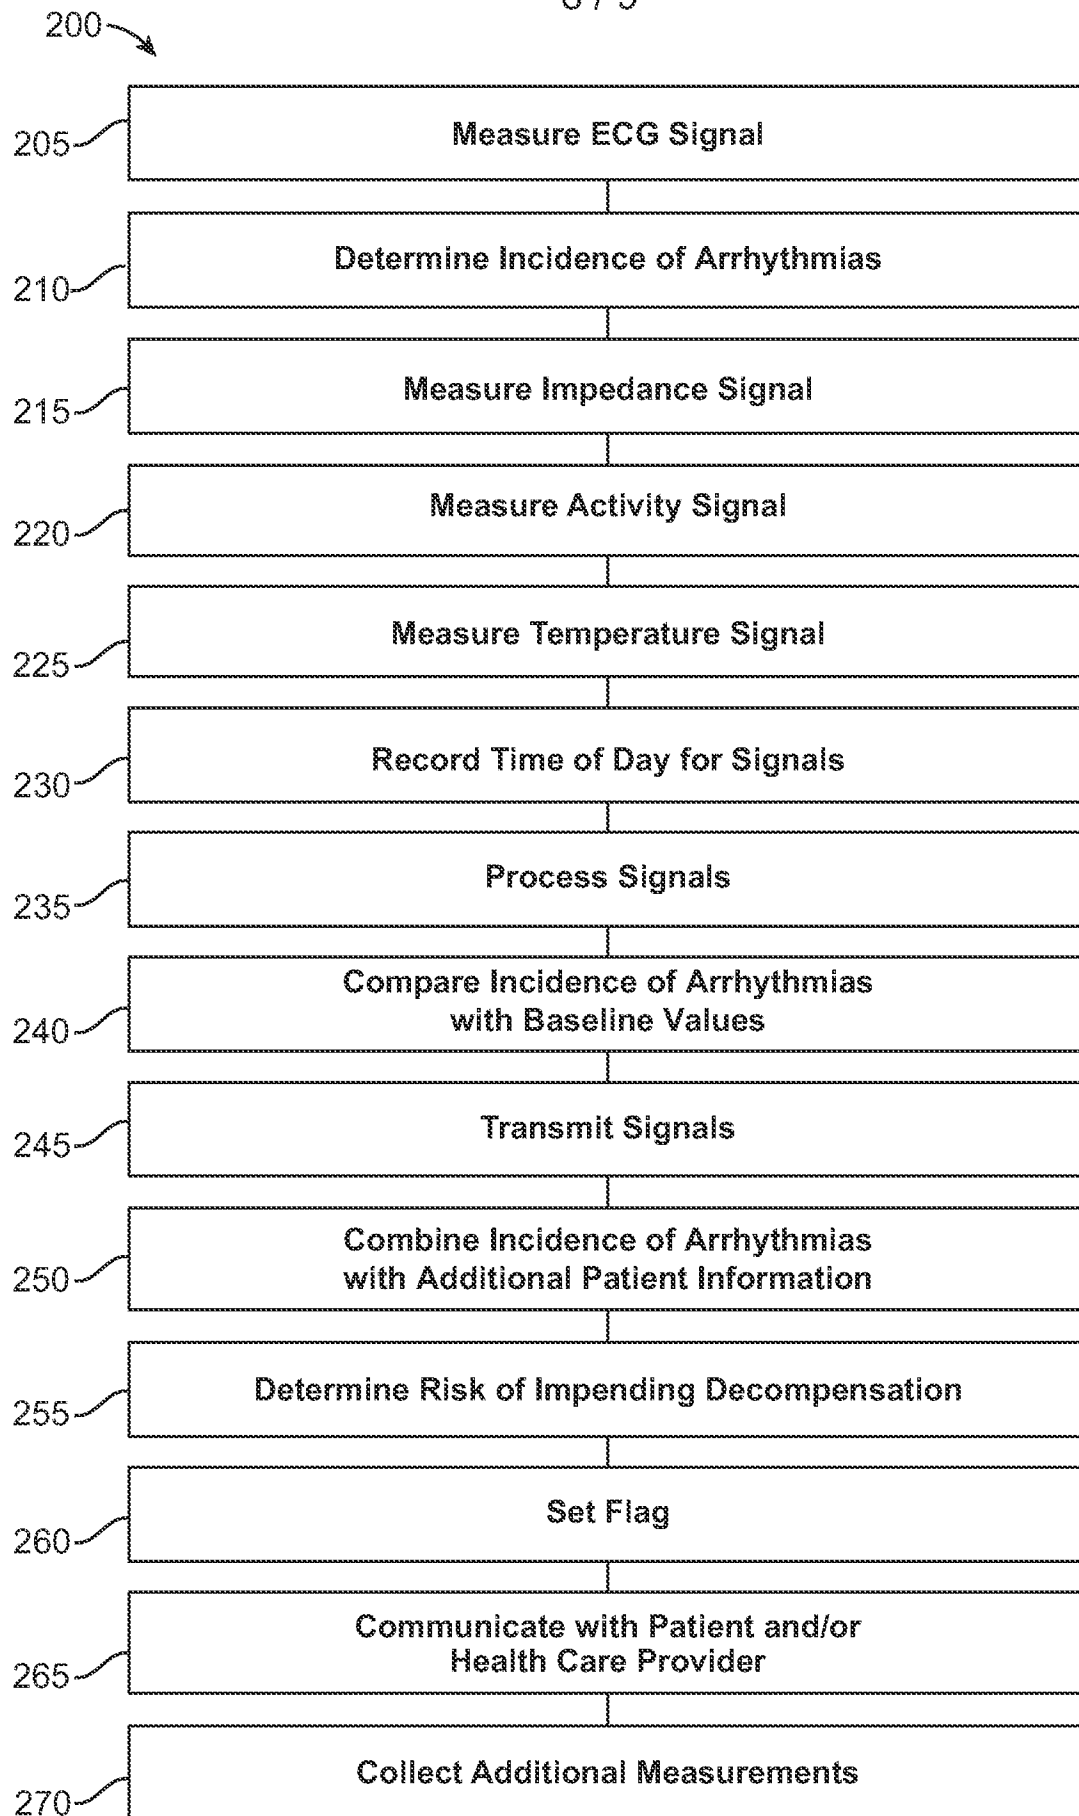 200
205
Measure ECG Signal
210
Determine Incidence of Arrhythmias
215
Measure Impedance Signal
220
Measure Activity Signal
225
Measure Temperature Signal
230
Record Time of Day for Signals
235
Process Signals
240
Compare Incidence of Arrhythmias
with Baseline Values
245
Transmit Signals
250
Combine Incidence of Arrhythmias
with Additional Patient Information
255
Determine Risk of Impending Decompensation
260
Set Flag
265
Communicate with Patient and/or
Health Care Provider
270
Collect Additional Measurements